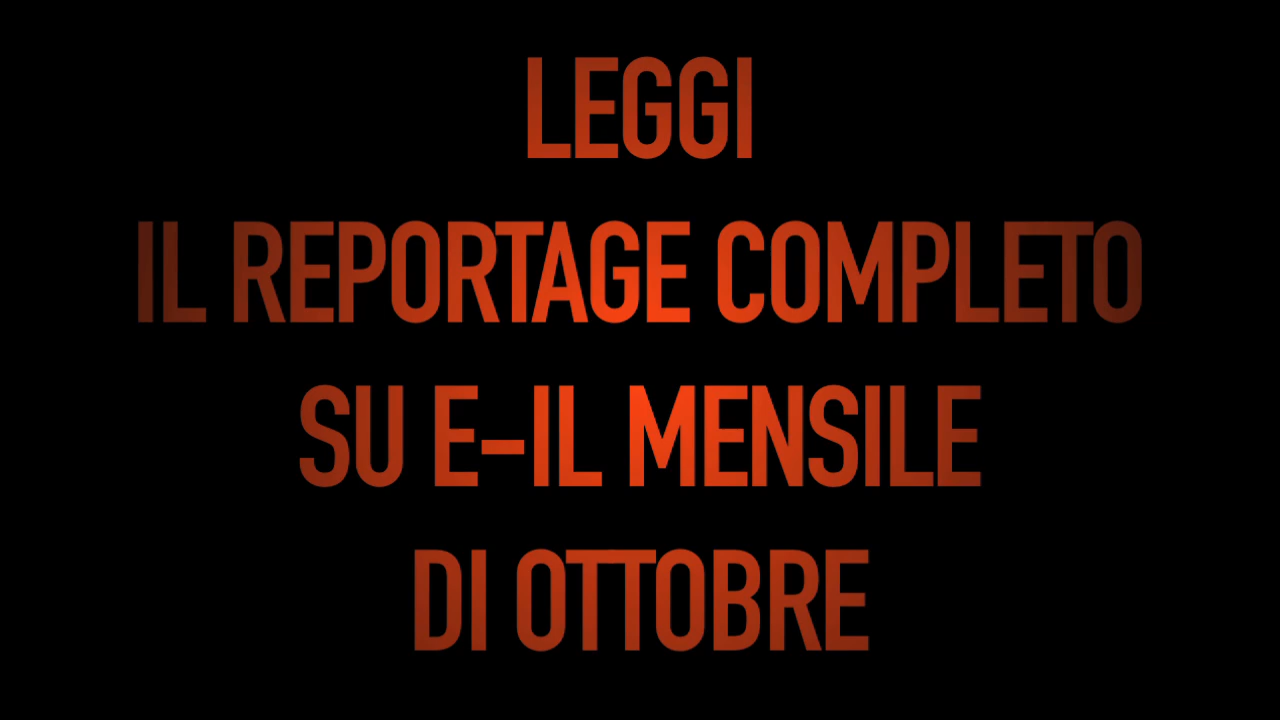 LEGGI
IL REPORTAGE COMPLETO
SU E-IL MENSILE
DI OTTOBRE